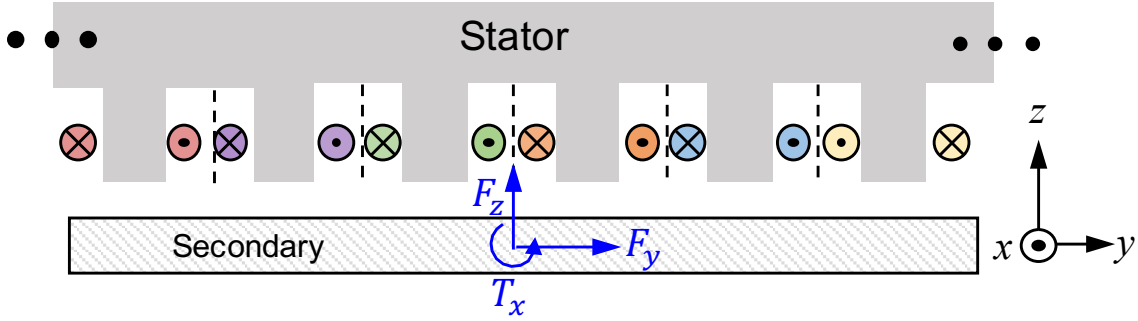 Stator
z
F_z
Secondary
F_y
x
y
T_x